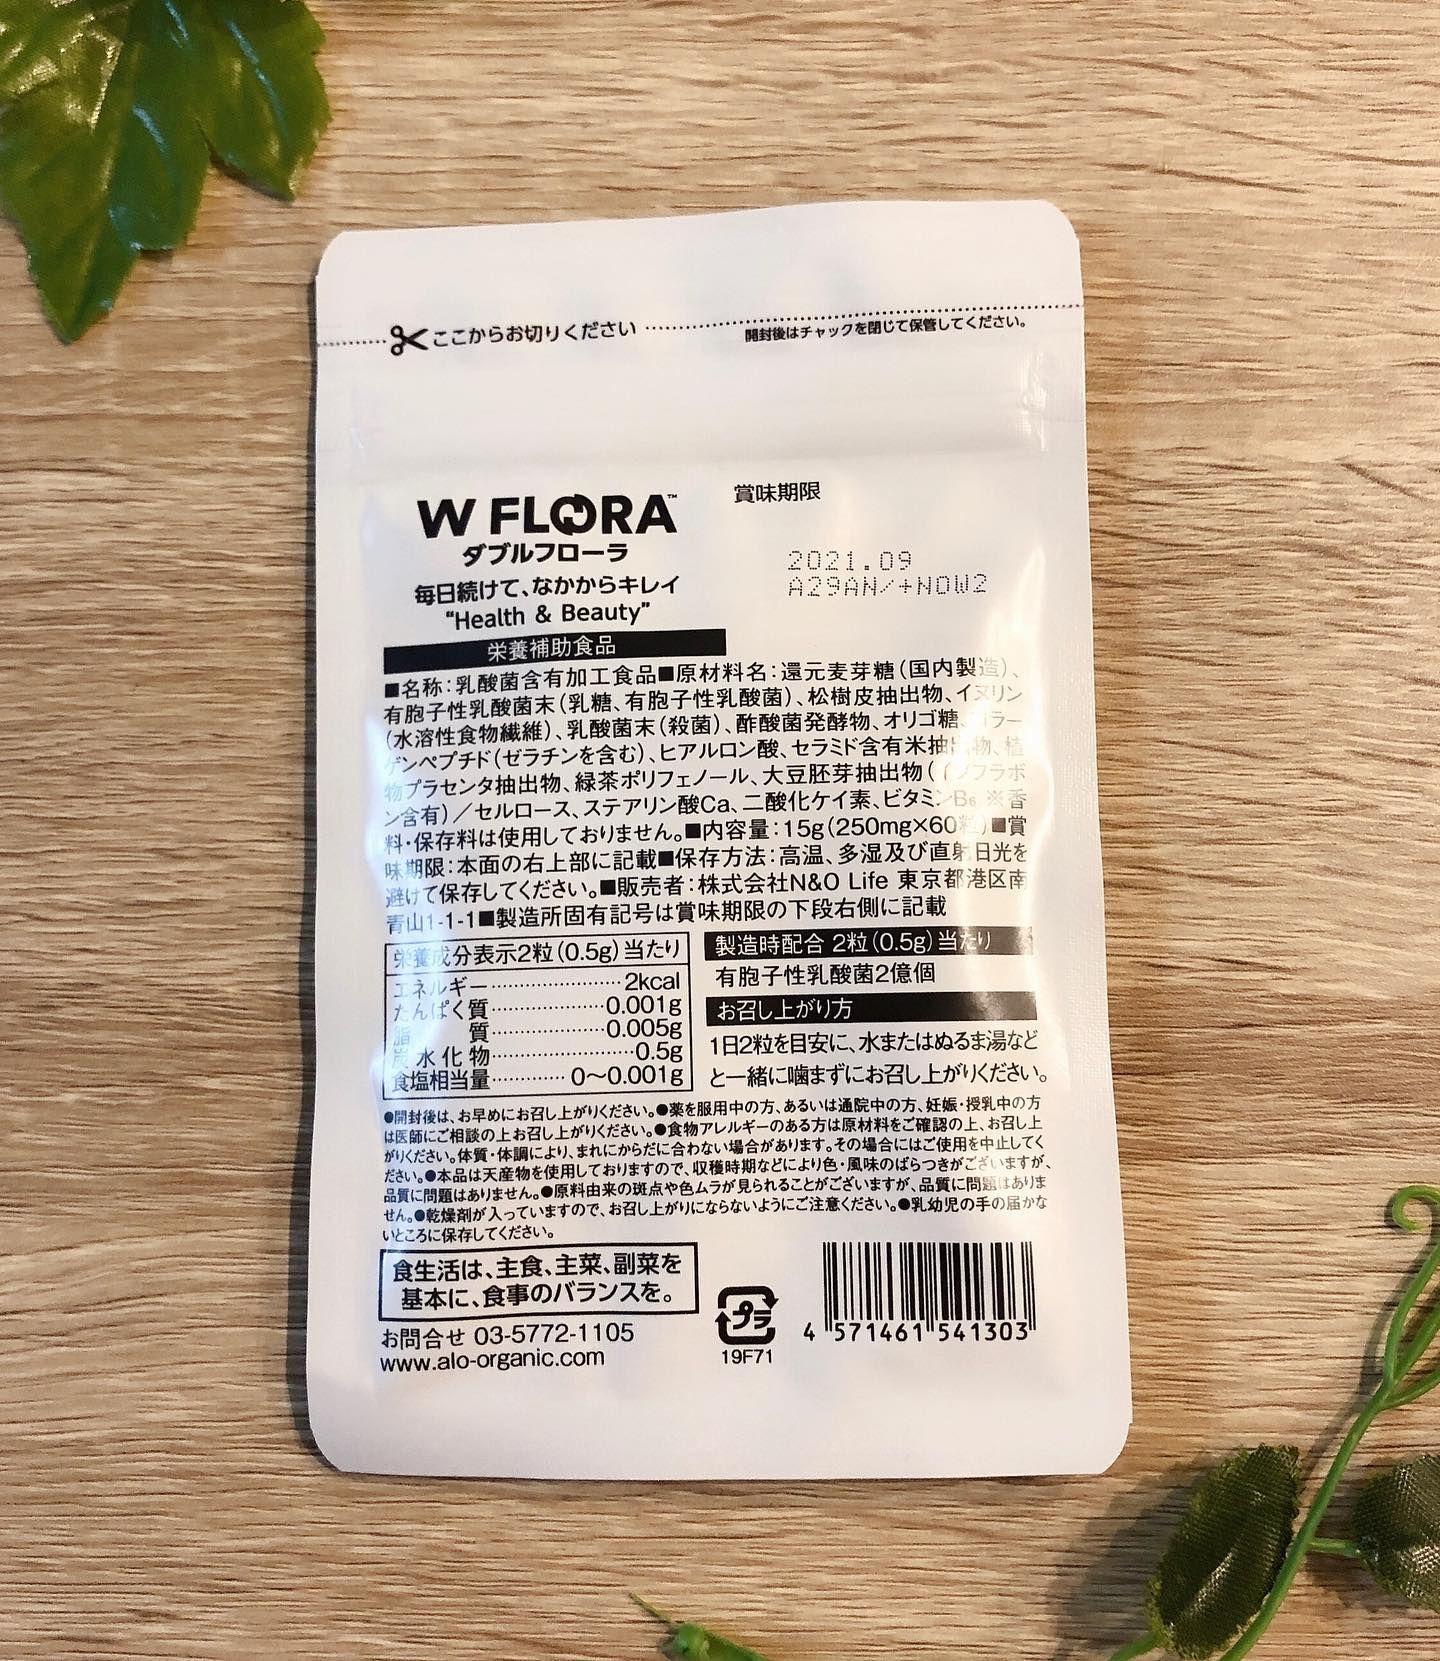 ここからお切りください
開封後はチャックを閉じて保管してください。
W FLORA™
ダブルフローラ
毎日続けて、なかからキレイ
"Health & Beauty"
賞味期限
2021.09
A29AN/+NOW2
栄養補助食品
■名称：乳酸菌含有加工食品■原材料名：還元麦芽糖（国内製造）、
有胞子性乳酸菌末（乳糖、有胞子性乳酸菌）、松樹皮抽出物、イヌリン
（水溶性食物繊維）、乳酸菌末（殺菌）、酢酸菌発酵物、オリゴ糖、コラー
ゲンペプチド（ゼラチンを含む）、ヒアルロン酸、セラミド含有米抽出物、植
物プラセンタ抽出物、緑茶ポリフェノール、大豆胚芽抽出物（イソフラボ
ン含有）／セルロース、ステアリン酸Ca、二酸化ケイ素、ビタミンB₆ ※香
料・保存料は使用しておりません。■内容量：15g（250mg×60粒）■賞
味期限：本面の右上部に記載■保存方法：高温、多湿及び直射日光を
避けて保存してください。■販売者：株式会社N&O Life 東京都港区南
青山1-1-1■製造所固有記号は賞味期限の下段右側に記載
栄養成分表示2粒（0.5g）当たり
エネルギー……………………2kcal
たんぱく質……………………0.001g
脂　　質……………………0.005g
炭水化物……………………0.5g
食塩相当量…………0〜0.001g
製造時配合 2粒（0.5g）当たり
有胞子性乳酸菌2億個
お召し上がり方
1日2粒を目安に、水またはぬるま湯など
と一緒に噛まずにお召し上がりください。
●開封後は、お早めにお召し上がりください。●薬を服用中の方、あるいは通院中の方、妊娠・授乳中の方
は医師にご相談の上お召し上がりください。●食物アレルギーのある方は原材料をご確認の上、お召し上
がりください。体質・体調により、まれにからだに合わない場合があります。その場合にはご使用を中止してく
ださい。●本品は天産物を使用しておりますので、収穫時期などにより色・風味のばらつきがございますが、
品質に問題はありません。●原料由来の斑点や色ムラが見られることがございますが、品質に問題はありま
せん。●乾燥剤が入っていますので、お召し上がりにならないようにご注意ください。●乳幼児の手の届かな
いところに保存してください。
食生活は、主食、主菜、副菜を
基本に、食事のバランスを。
お問合せ 03-5772-1105
www.alo-organic.com
プラ
19F71
4 571461 541303